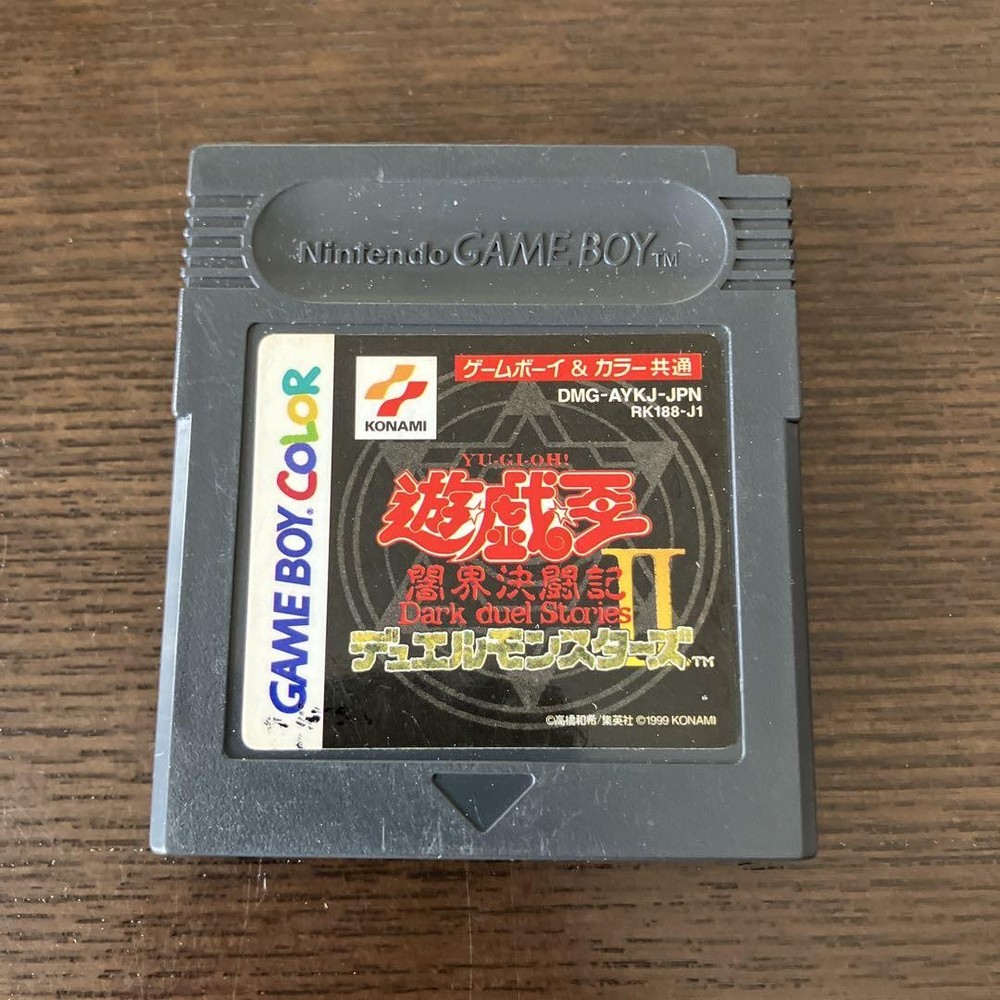 Nintendo GAME BOY TM
GAME BOY COLOR
KONAMI
ゲームボーイ & カラー共通
DMG-AYKJ-JPN
RK188-J1
YU-GI-OH!
遊戯王
闇界決闘記
Dark duel Stories
II
デュエルモンスターズ™
©高橋和希/集英社 ©1999 KONAMI